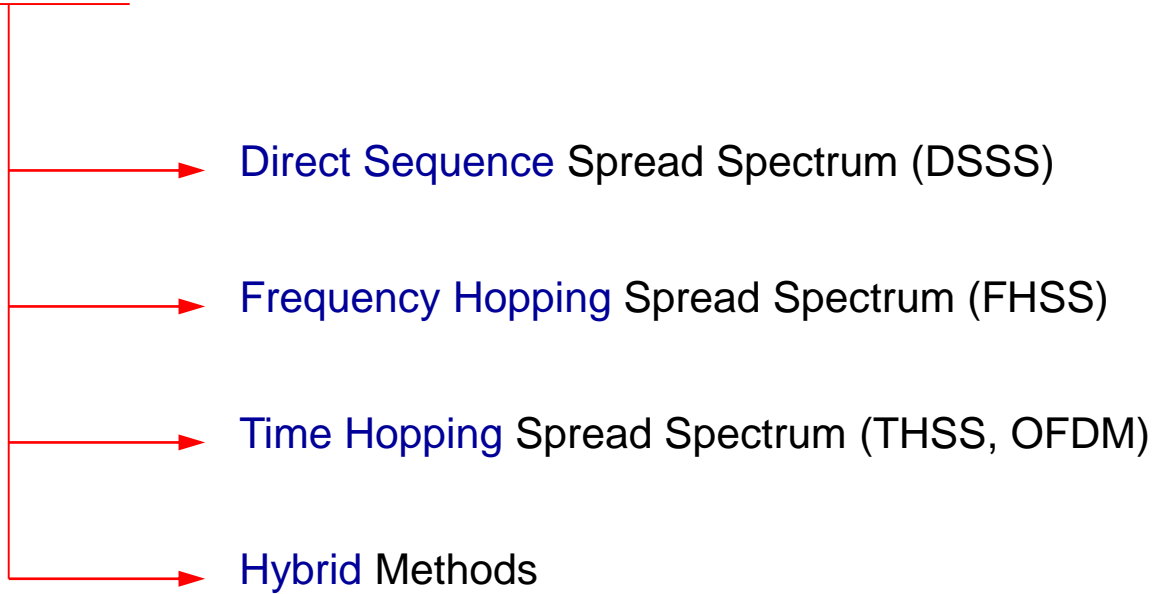 Direct Sequence Spread Spectrum (DSSS)
Frequency Hopping Spread Spectrum (FHSS)
Time Hopping Spread Spectrum (THSS, OFDM)
Hybrid Methods